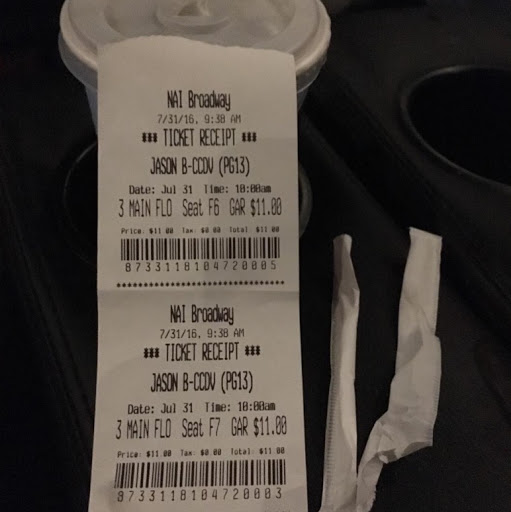 NAI Broadway
7/31/16, 9:38 AM
*** TICKET RECEIPT ***
JASON B-CCDV (PG13)
Date: Jul 31 Time: 10:00am
3 MAIN FLO Seat F6 GAR $11.00
Price: $11.00 Tax: $0.00 Total: $11.00
8733118104720005
NAI Broadway
7/31/16, 9:38 AM
*** TICKET RECEIPT ***
JASON B-CCDV (PG13)
Date: Jul 31 Time: 10:00am
3 MAIN FLO Seat F7 GAR $11.00
Price: $11.00 Tax: $0.00 Total: $11.00
8733118104720003